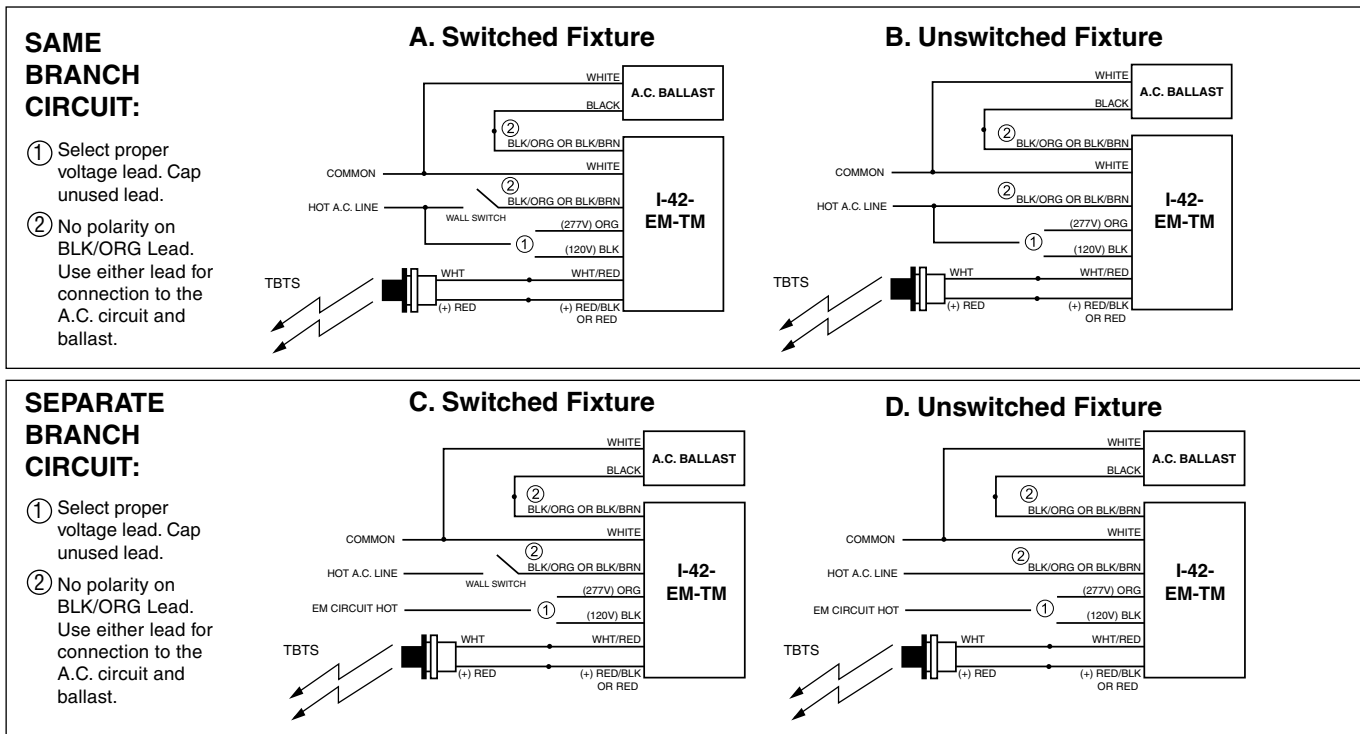 SAME
BRANCH
CIRCUIT:
① Select proper
voltage lead. Cap
unused lead.
② No polarity on
BLK/ORG Lead.
Use either lead for
connection to the
A.C. circuit and
ballast.
A. Switched Fixture
WHITE
A.C. BALLAST
BLACK
②
BLK/ORG OR BLK/BRN
WHITE
COMMON
②
BLK/ORG OR BLK/BRN
HOT A.C. LINE
WALL SWITCH
I-42-
EM-TM
(277V) ORG
①
(120V) BLK
TBTS
WHT
WHT/RED
(+) RED
(+) RED/BLK
OR RED
B. Unswitched Fixture
WHITE
A.C. BALLAST
BLACK
②
BLK/ORG OR BLK/BRN
WHITE
COMMON
②
BLK/ORG OR BLK/BRN
HOT A.C. LINE
I-42-
EM-TM
(277V) ORG
①
(120V) BLK
TBTS
WHT
WHT/RED
(+) RED
(+) RED/BLK
OR RED
SEPARATE
BRANCH
CIRCUIT:
① Select proper
voltage lead. Cap
unused lead.
② No polarity on
BLK/ORG Lead.
Use either lead for
connection to the
A.C. circuit and
ballast.
C. Switched Fixture
WHITE
A.C. BALLAST
BLACK
②
BLK/ORG OR BLK/BRN
WHITE
COMMON
②
BLK/ORG OR BLK/BRN
HOT A.C. LINE
WALL SWITCH
I-42-
EM-TM
(277V) ORG
EM CIRCUIT HOT
①
(120V) BLK
TBTS
WHT
WHT/RED
(+) RED
(+) RED/BLK
OR RED
D. Unswitched Fixture
WHITE
A.C. BALLAST
BLACK
②
BLK/ORG OR BLK/BRN
WHITE
COMMON
②
BLK/ORG OR BLK/BRN
HOT A.C. LINE
I-42-
EM-TM
(277V) ORG
EM CIRCUIT HOT
①
(120V) BLK
TBTS
WHT
WHT/RED
(+) RED
(+) RED/BLK
OR RED